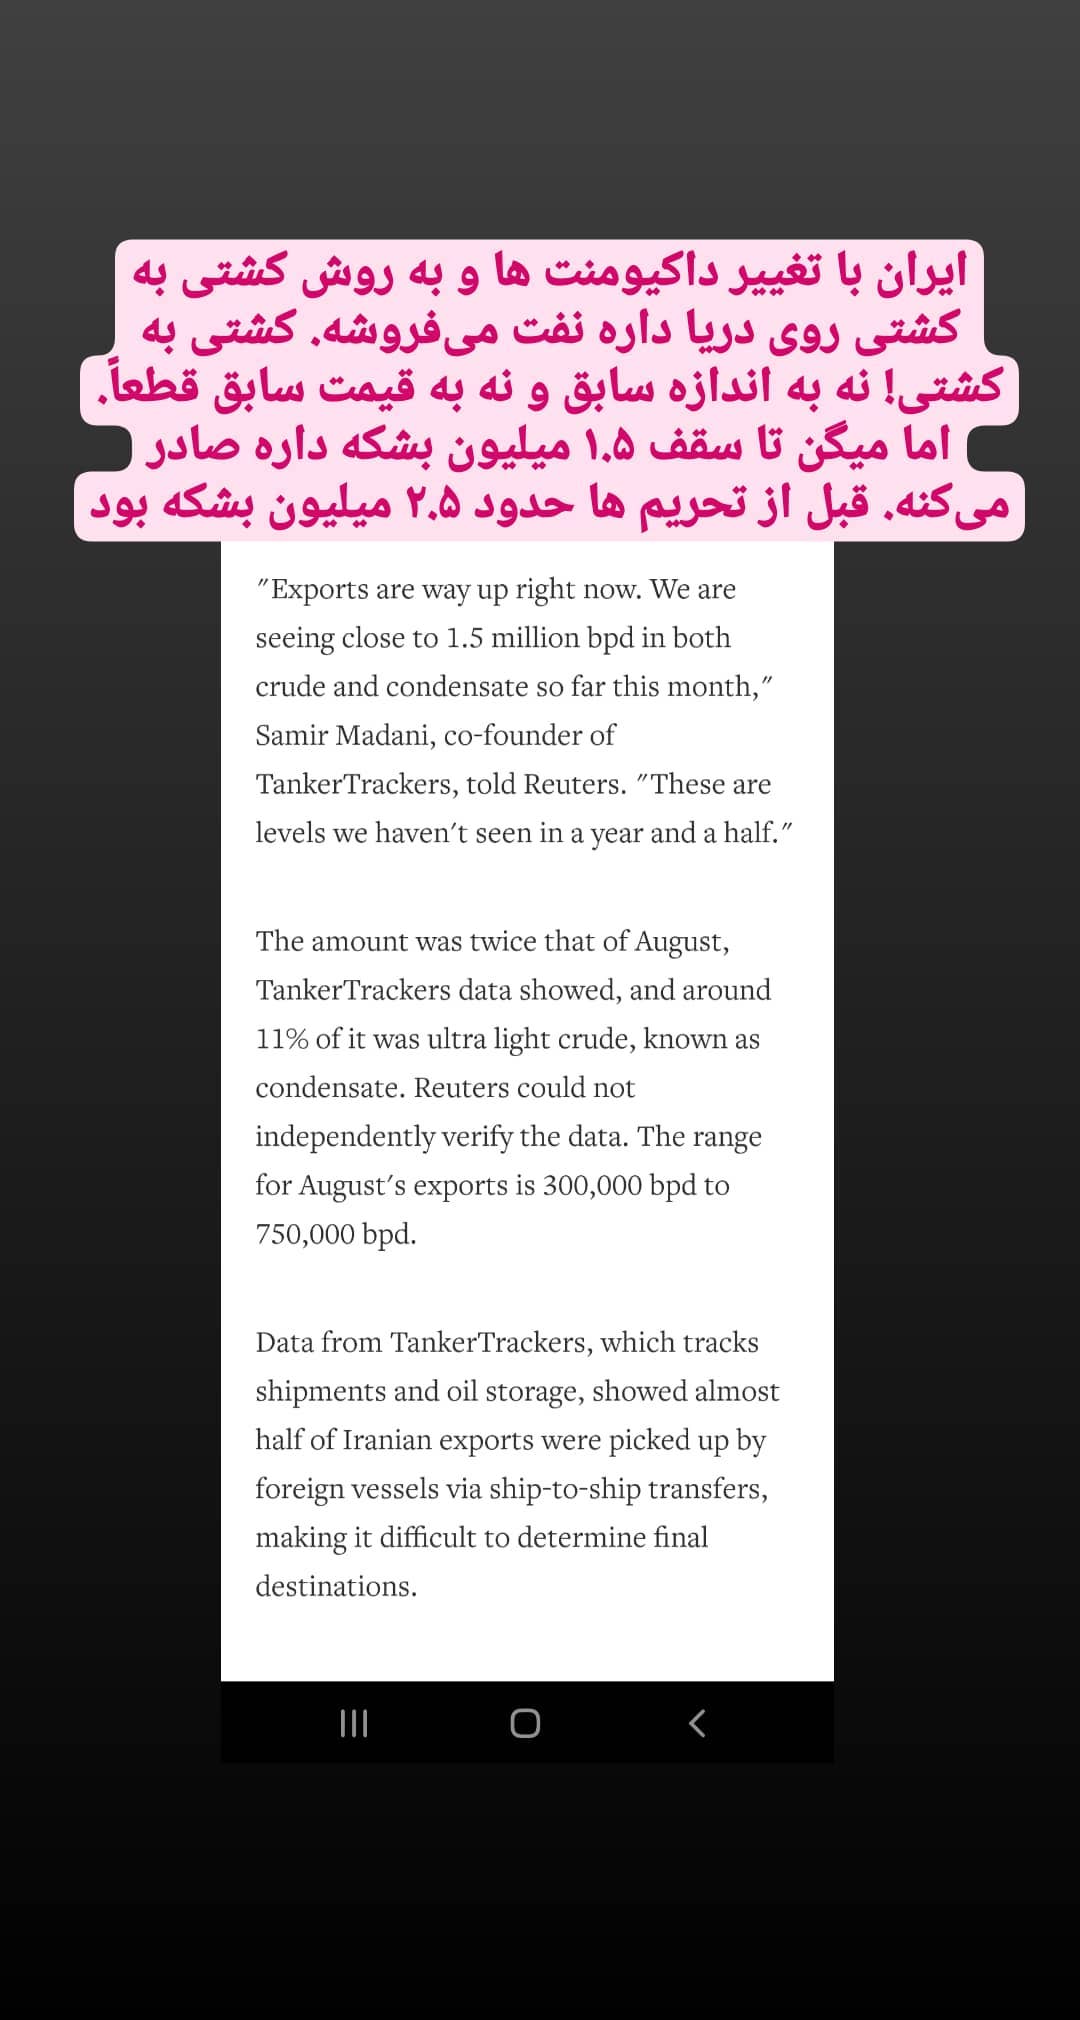 ایران با تغییر داکیومنت ها و به روش کشتی به
کشتی روی دریا داره نفت می‌فروشه. کشتی به
کشتی! نه به اندازه سابق و نه به قیمت سابق قطعاً.
اما میگن تا سقف ۱.۵ میلیون بشکه داره صادر
می‌کنه. قبل از تحریم ها حدود ۲.۵ میلیون بشکه بود
"Exports are way up right now. We are
seeing close to 1.5 million bpd in both
crude and condensate so far this month,"
Samir Madani, co-founder of
TankerTrackers, told Reuters. "These are
levels we haven't seen in a year and a half."
The amount was twice that of August,
TankerTrackers data showed, and around
11% of it was ultra light crude, known as
condensate. Reuters could not
independently verify the data. The range
for August's exports is 300,000 bpd to
750,000 bpd.
Data from TankerTrackers, which tracks
shipments and oil storage, showed almost
half of Iranian exports were picked up by
foreign vessels via ship-to-ship transfers,
making it difficult to determine final
destinations.